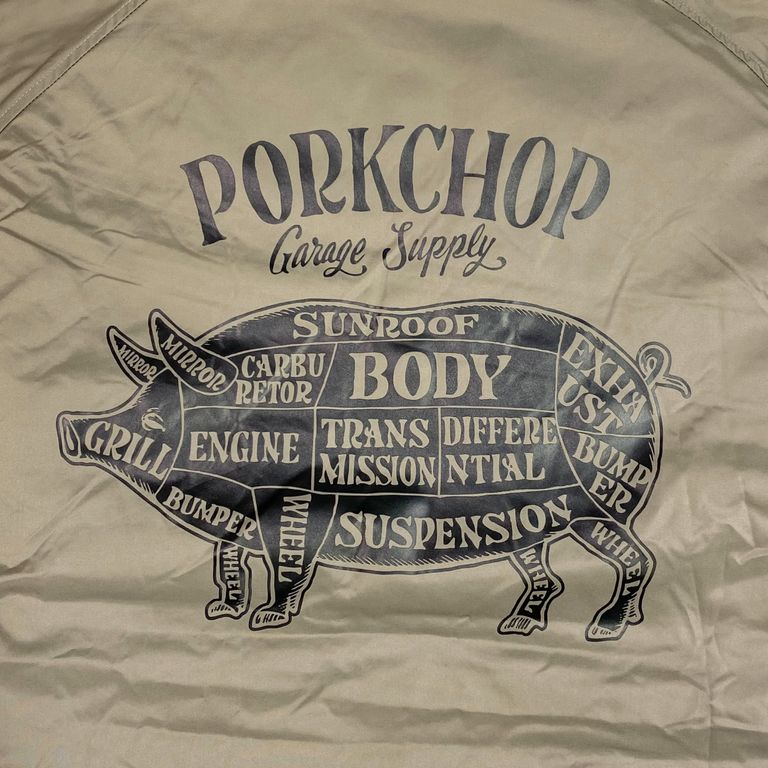 PORKCHOP
Garage Supply
SUNROOF
MIRROR
MIRROR
CARBU
RETOR
BODY
EXHA
UST
GRILL
ENGINE
TRANS
MISSION
DIFFERE
NTIAL
BUMP
ER
BUMPER
WHEEL
WHEEL
SUSPENSION
WHEEL
WHEEL